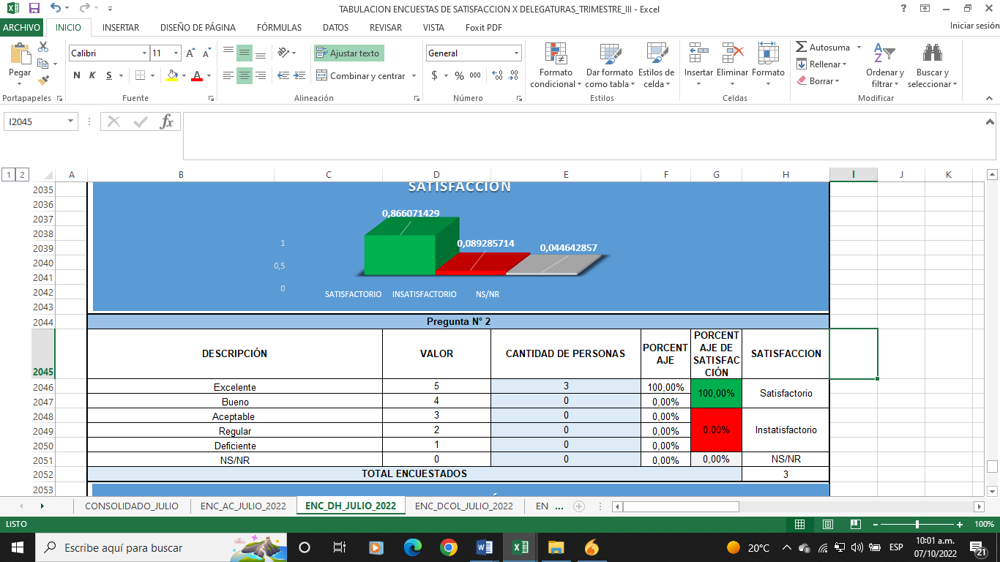 TABULACION ENCUESTAS DE SATISFACCION X DELEGATURAS_TRIMESTRE_III - Excel
?
ARCHIVO INICIO INSERTAR DISEÑO DE PÁGINA FÓRMULAS DATOS REVISAR VISTA Foxit PDF Iniciar sesión
Pegar
Calibri 11
N K S
Ajustar texto
Combinar y centrar
General
$ % 000
Formato condicional
Dar formato como tabla
Estilos de celda
Insertar Eliminar Formato
Autosuma
Rellenar
Borrar
Ordenar y filtrar
Buscar y seleccionar
Portapapeles Fuente Alineación Número Estilos Celdas Modificar
I2045 fx
1 2 A B C D E F G H I J K
2035 SATISFACCION
2036
2037 0,866071429
2038 1
2039 0,089285714 0,044642857
2040 0,5
2041
2042 0 SATISFACTORIO INSATISFACTORIO NS/NR
2043
2044 Pregunta N° 2
2045 DESCRIPCIÓN VALOR CANTIDAD DE PERSONAS PORCENTAJE PORCENTAJE DE SATISFACCIÓN SATISFACCION
2046 Excelente 5 3 100,00% 100,00% Satisfactorio
2047 Bueno 4 0 0,00%
2048 Aceptable 3 0 0,00%
2049 Regular 2 0 0,00% 0,00% Instatisfactorio
2050 Deficiente 1 0 0,00%
2051 NS/NR 0 0 0,00% 0,00% NS/NR
2052 TOTAL ENCUESTADOS 3
2053
CONSOLIDADO_JULIO ENC_AC_JULIO_2022 ENC_DH_JULIO_2022 ENC_DCOL_JULIO_2022 EN ...
LISTO 100%
Escribe aquí para buscar 20°C ESP 10:01 a.m.
07/10/2022 21